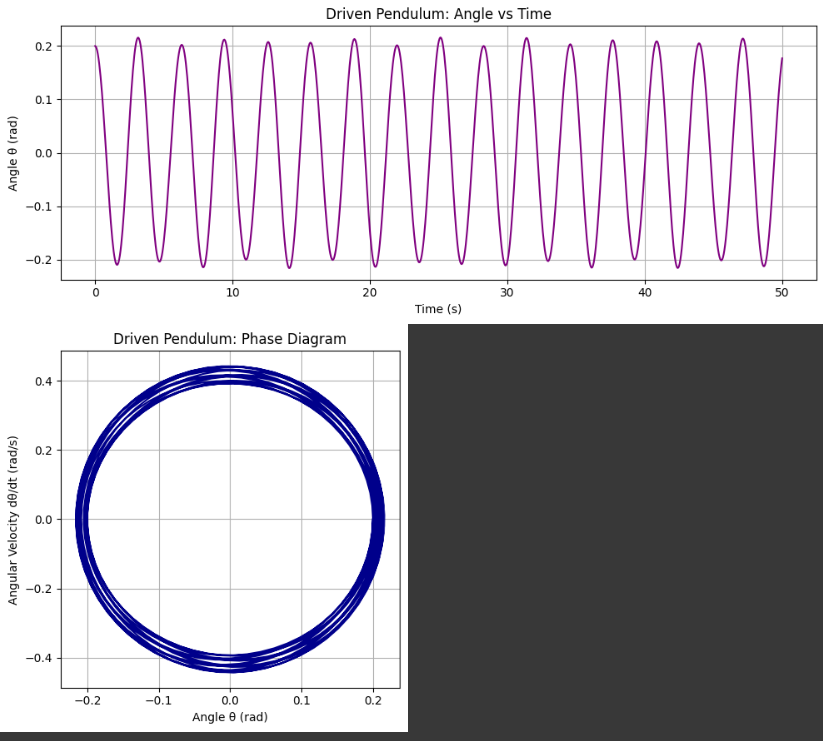 Driven Pendulum: Angle vs Time
Angle θ (rad)
0.2
0.1
0.0
−0.1
−0.2
0 10 20 30 40 50
Time (s)
Driven Pendulum: Phase Diagram
Angular Velocity dθ/dt (rad/s)
0.4
0.2
0.0
−0.2
−0.4
−0.2 −0.1 0.0 0.1 0.2
Angle θ (rad)